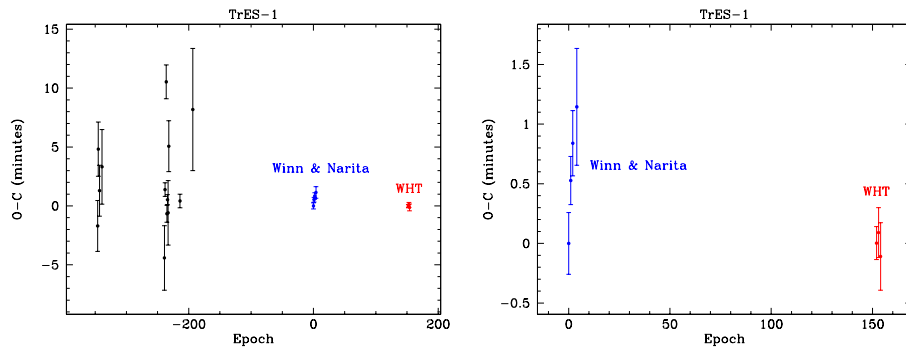 TrES-1
15
10
5
0
-5
O-C (minutes)
Winn & Narita
WHT
-200
0
200
Epoch
TrES-1
1.5
1
0.5
0
-0.5
O-C (minutes)
Winn & Narita
WHT
0
50
100
150
Epoch